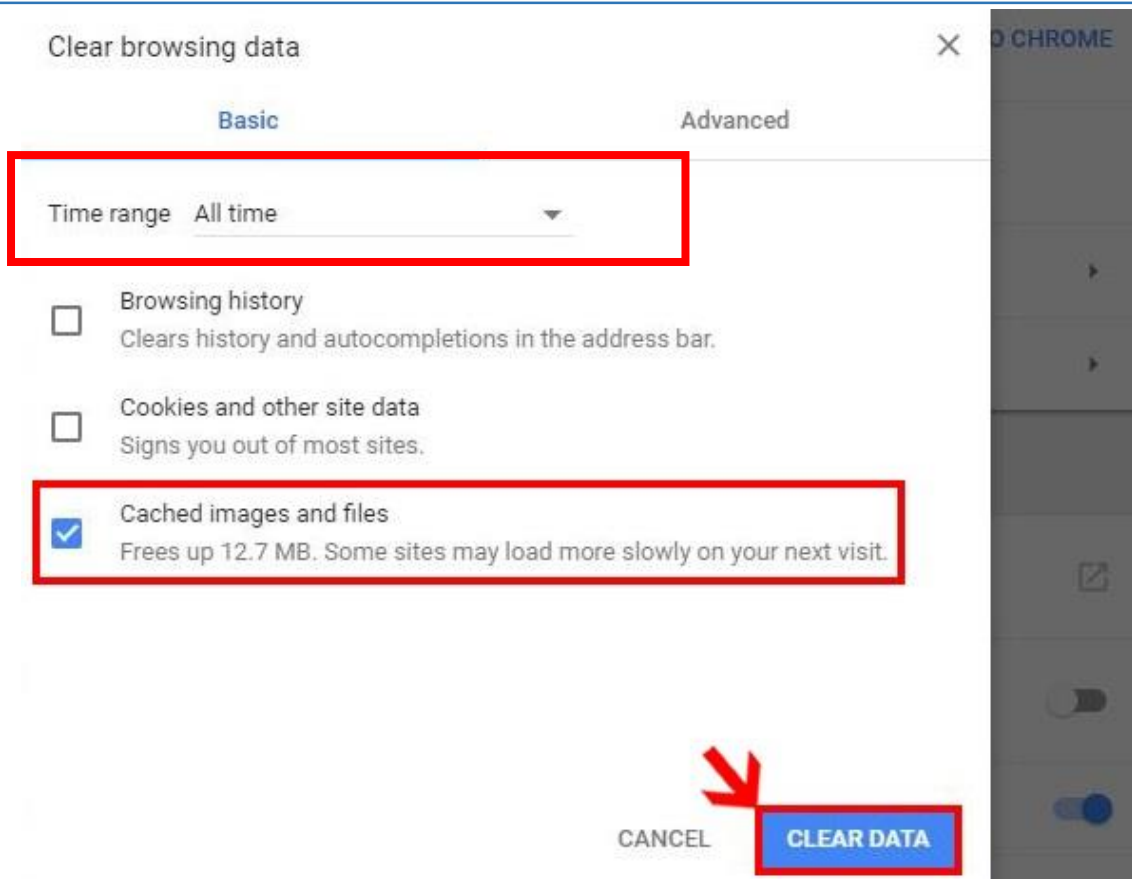 Clear browsing data
O CHROME
Basic
Advanced
Time range All time
Browsing history
Clears history and autocompletions in the address bar.
Cookies and other site data
Signs you out of most sites.
Cached images and files
Frees up 12.7 MB. Some sites may load more slowly on your next visit.
CANCEL
CLEAR DATA